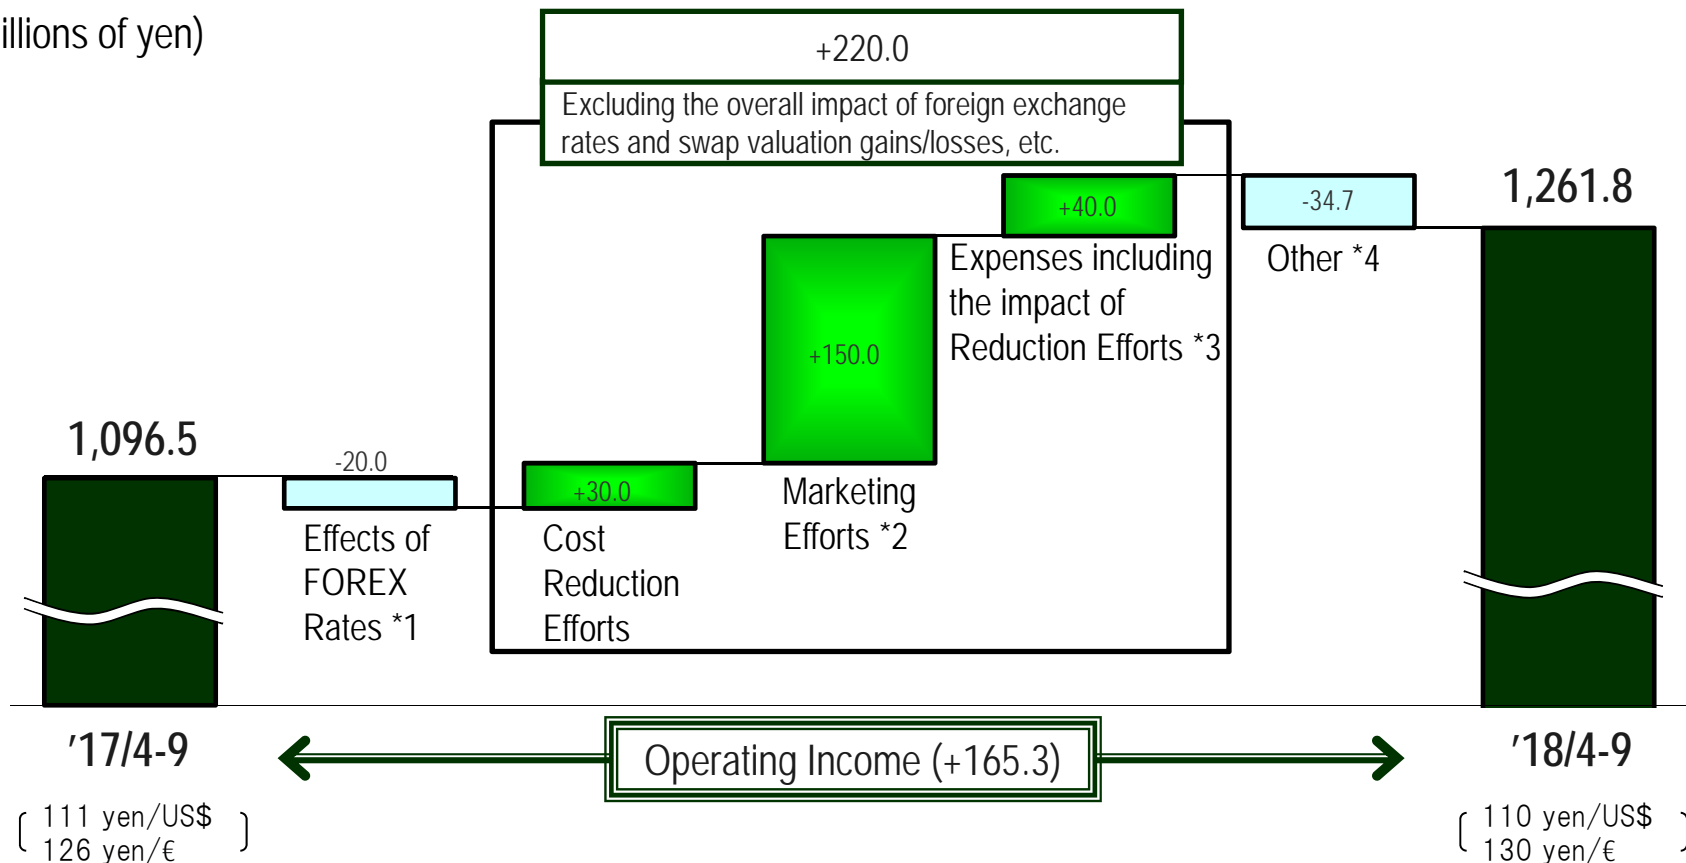 illions of yen)
+220.0
Excluding the overall impact of foreign exchange
rates and swap valuation gains/losses, etc.
1,096.5
-20.0
Effects of
FOREX
Rates *1
+30.0
Cost
Reduction
Efforts
+150.0
Marketing
Efforts *2
+40.0
Expenses including
the impact of
Reduction Efforts *3
-34.7
Other *4
1,261.8
'17/4-9
Operating Income (+165.3)
'18/4-9
111 yen/US$
126 yen/€
110 yen/US$
130 yen/€